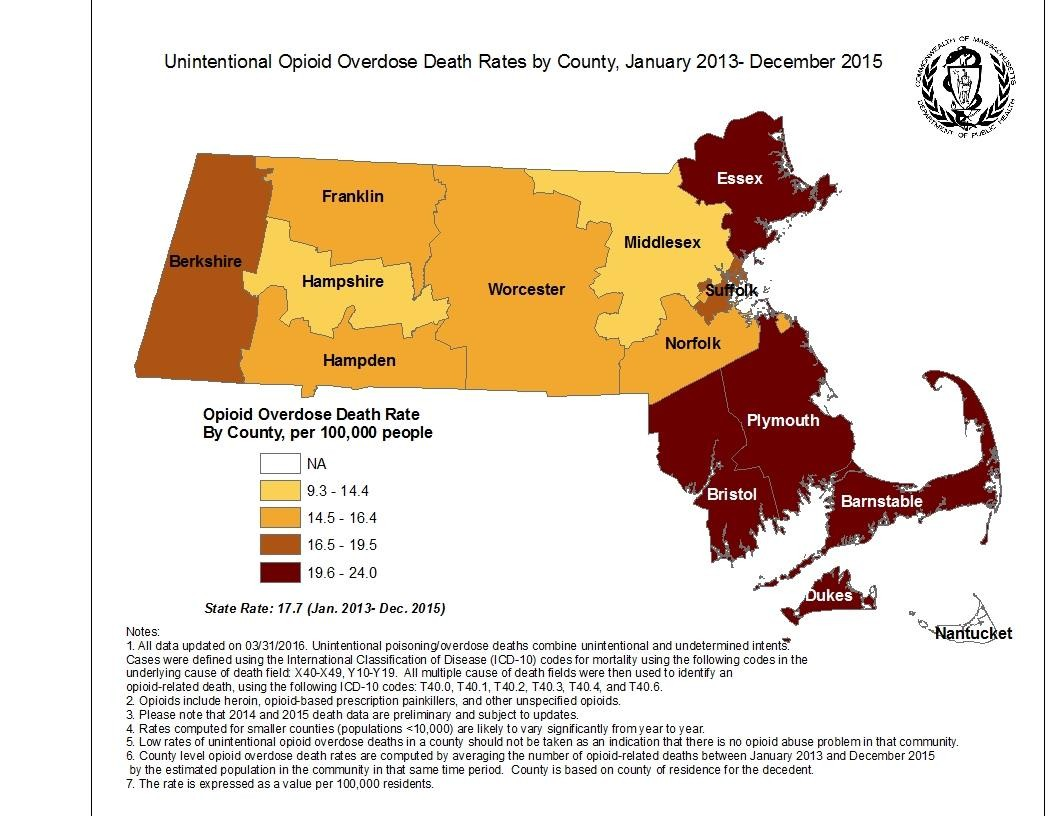 Unintentional Opioid Overdose Death Rates by County, January 2013- December 2015
COMMONWEALTH OF MASSACHUSETTS
DEPARTMENT OF PUBLIC HEALTH
Essex
Franklin
Middlesex
Berkshire
Hampshire
Worcester
Suffolk
Norfolk
Hampden
Plymouth
Bristol
Barnstable
Dukes
Nantucket
Opioid Overdose Death Rate
By County, per 100,000 people
NA
9.3 - 14.4
14.5 - 16.4
16.5 - 19.5
19.6 - 24.0
State Rate: 17.7 (Jan. 2013- Dec. 2015)
Notes:
1. All data updated on 03/31/2016. Unintentional poisoning/overdose deaths combine unintentional and undetermined intents.
Cases were defined using the International Classification of Disease (ICD-10) codes for mortality using the following codes in the
underlying cause of death field: X40-X49, Y10-Y19. All multiple cause of death fields were then used to identify an
opioid-related death, using the following ICD-10 codes: T40.0, T40.1, T40.2, T40.3, T40.4, and T40.6.
2. Opioids include heroin, opioid-based prescription painkillers, and other unspecified opioids.
3. Please note that 2014 and 2015 death data are preliminary and subject to updates.
4. Rates computed for smaller counties (populations <10,000) are likely to vary significantly from year to year.
5. Low rates of unintentional opioid overdose deaths in a county should not be taken as an indication that there is no opioid abuse problem in that community.
6. County level opioid overdose death rates are computed by averaging the number of opioid-related deaths between January 2013 and December 2015
by the estimated population in the community in that same time period. County is based on county of residence for the decedent.
7. The rate is expressed as a value per 100,000 residents.